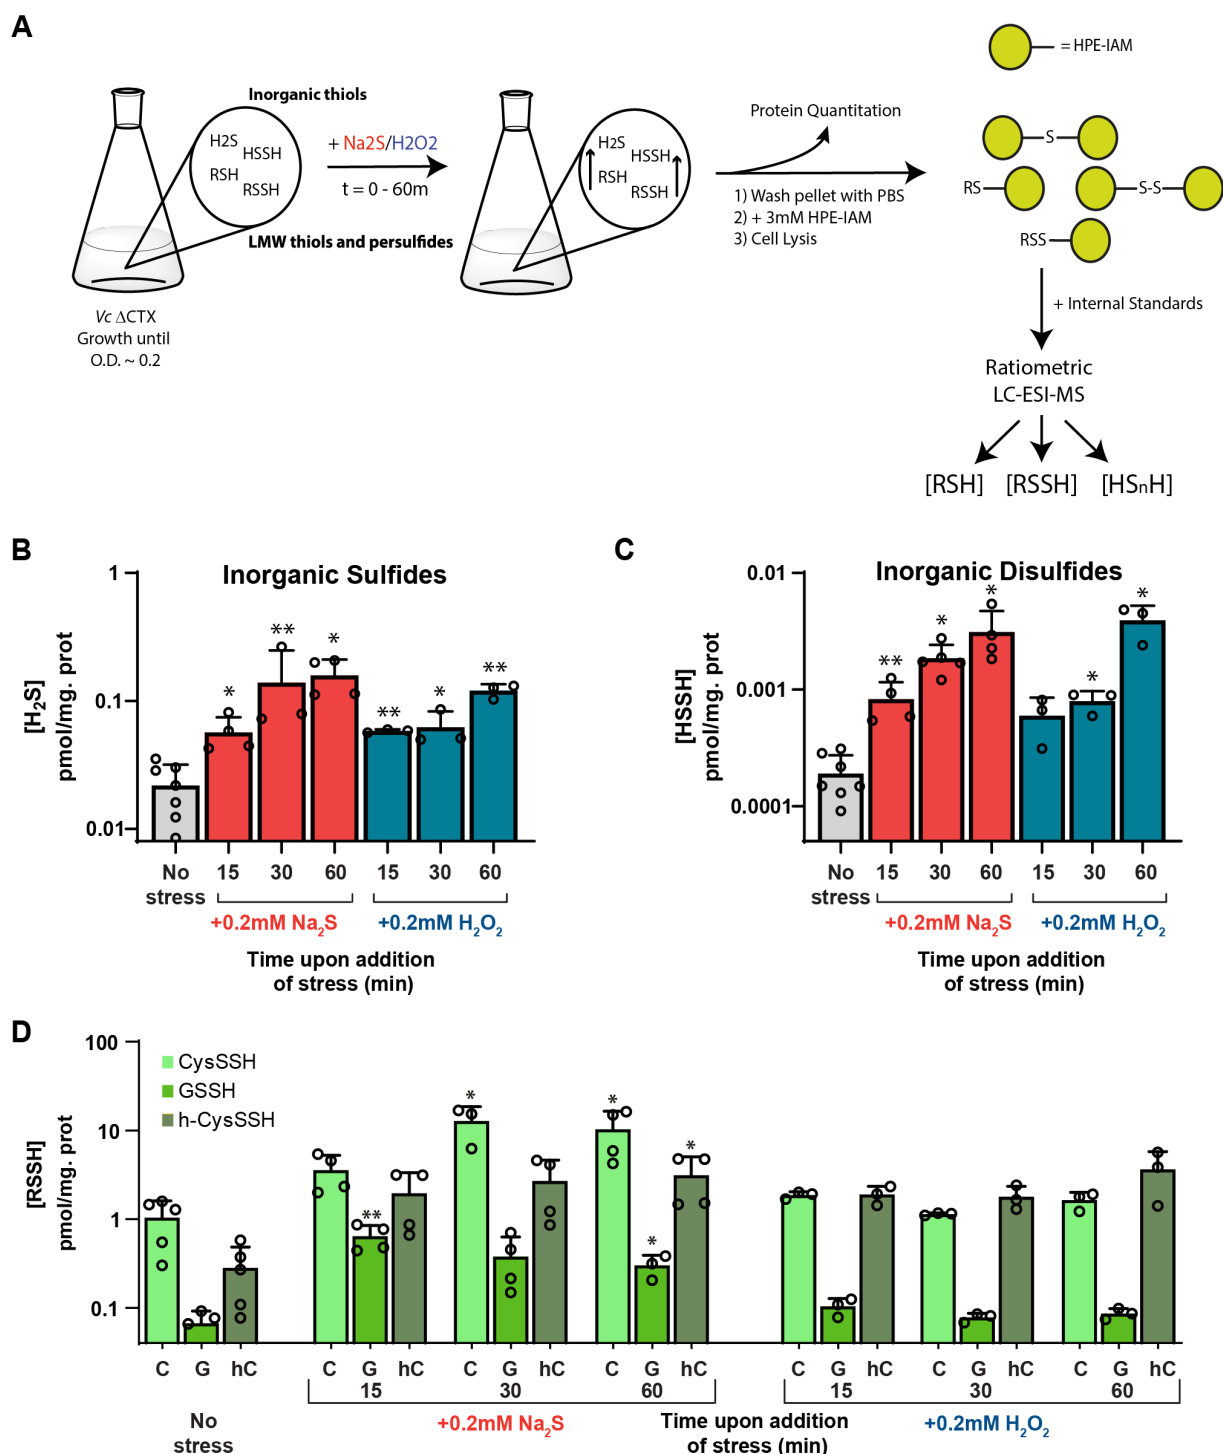 A
= HPE-IAM
Inorganic thiols
H2S
HSSH
RSH
RSSH
+ Na2S/H2O2
t = 0 - 60m
LMW thiols and persulfides
Vc ΔCTX
Growth until
O.D. ~ 0.2
H2S
HSSH
RSH
RSSH
Protein Quantitation
1) Wash pellet with PBS
2) + 3mM HPE-IAM
3) Cell Lysis
S
RS
S-S
RSS
+ Internal Standards
Ratiometric
LC-ESI-MS
[RSH] [RSSH] [HSnH]
B
Inorganic Sulfides
[H2S]
pmol/mg. prot
1
0.1
0.01
* ** * ** * **
No stress 15 30 60 15 30 60
+0.2mM Na2S +0.2mM H2O2
Time upon addition
of stress (min)
C
Inorganic Disulfides
[HSSH]
pmol/mg. prot
0.01
0.001
0.0001
** * * * *
No stress 15 30 60 15 30 60
+0.2mM Na2S +0.2mM H2O2
Time upon addition
of stress (min)
D
[RSSH]
pmol/mg. prot
100
10
1
0.1
CysSSH
GSSH
h-CysSSH
** * * * *
C G hC C G hC C G hC C G hC C G hC C G hC C G hC
15 30 60 15 30 60
No
stress
+0.2mM Na2S
Time upon addition
of stress (min)
+0.2mM H2O2